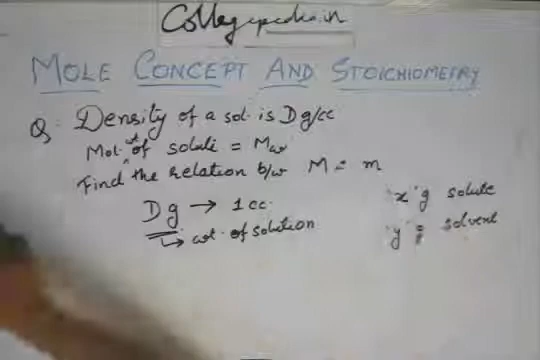 Collegepedia.in
MOLE CONCEPT AND STOICHIOMETRY
Q. Density of a sol. is D g/cc
Mol. wt of solute = Mw
Find the relation b/w M & m
Dg → 1 cc
↳ wt. of solution
'x' g solute
'y' g solvent